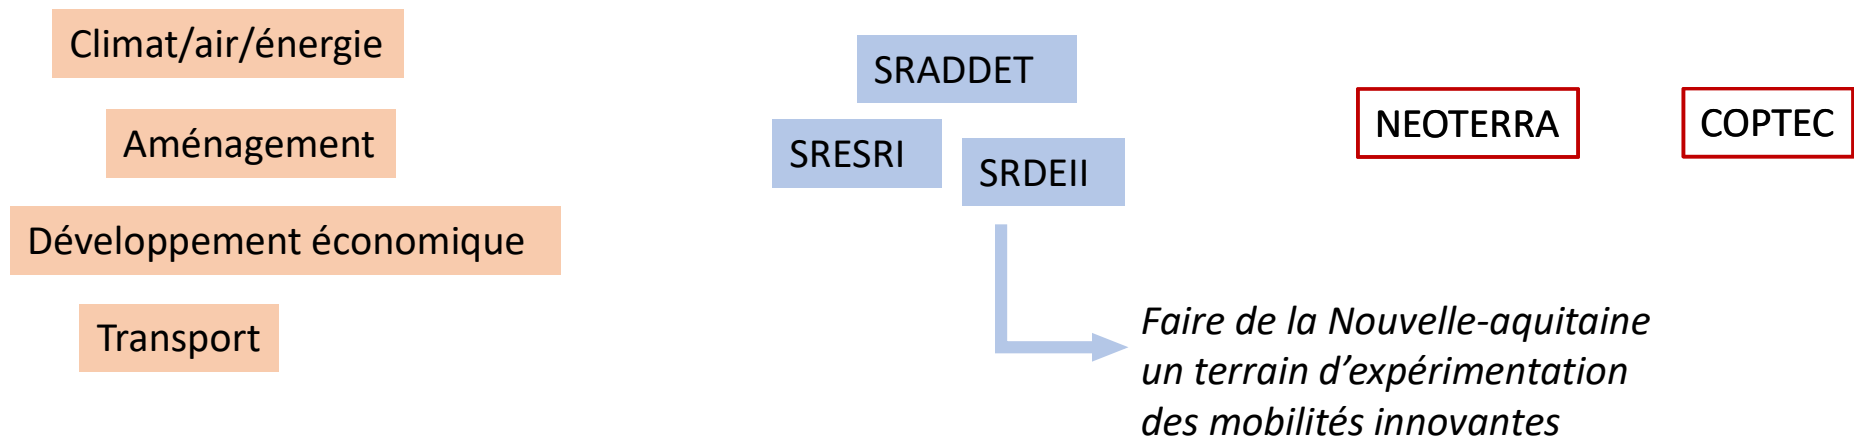 Climat/air/énergie
Aménagement
Développement économique
Transport
SRADDET
SRESRI
SRDEII
Faire de la Nouvelle-aquitaine
un terrain d’expérimentation
des mobilités innovantes
NEOTERRA
COPTEC